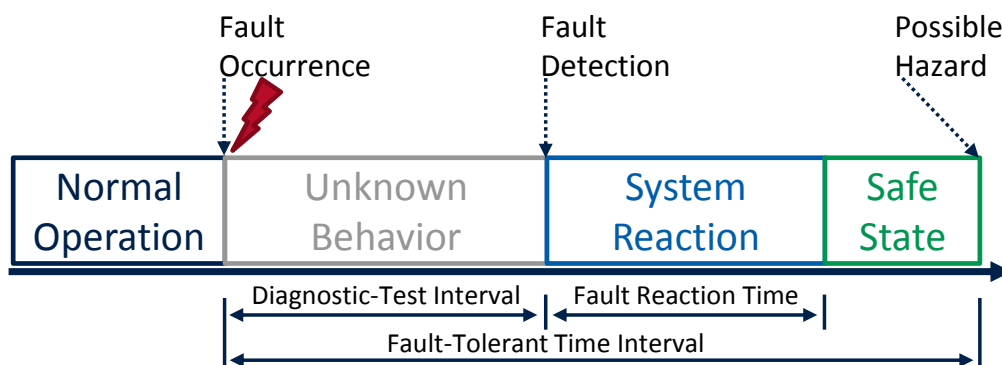 Fault
Occurrence
Fault
Detection
Possible
Hazard
Normal
Operation
Unknown
Behavior
System
Reaction
Safe
State
Diagnostic-Test Interval
Fault Reaction Time
Fault-Tolerant Time Interval